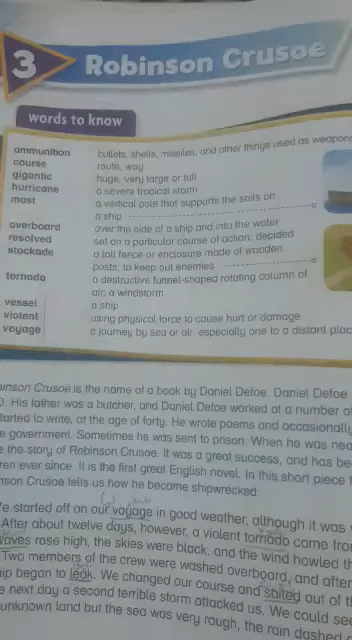 3
Robinson Crusoe
words to know
ammunition bullets, shells, missiles, and other things used as weapons
course route, way
gigantic huge, very large or tall
hurricane a severe tropical storm
mast a vertical pole that supports the sails on
a ship
overboard over the side of a ship and into the water
resolved set on a particular course of action; decided
stockade a tall fence or enclosure made of wooden
posts, to keep out enemies
tornado a destructive funnel-shaped rotating column of
air; a windstorm
vessel a ship
violent using physical force to cause hurt or damage
voyage a journey by sea or air, especially one to a distant plac
inson Crusoe is the name of a book by Daniel Defoe. Daniel Defoe
). His father was a butcher, and Daniel Defoe worked at a number of
tarted to write, at the age of forty. He wrote poems and occasionally
e government. Sometimes he was sent to prison. When he was nea
e the story of Robinson Crusoe. It was a great success, and has be
ren ever since. It is the first great English novel. In this short piece
nson Crusoe tells us how he became shipwrecked.
e started off on our voyage in good weather, although it was
After about twelve days, however, a violent tornado came from
waves rose high, the skies were black, and the wind howled th
Two members of the crew were washed overboard, and after
ip began to leak. We changed our course and sailed out of th
e next day a second terrible storm attacked us. We could see
unknown land but the sea was very rough, the rain dashed